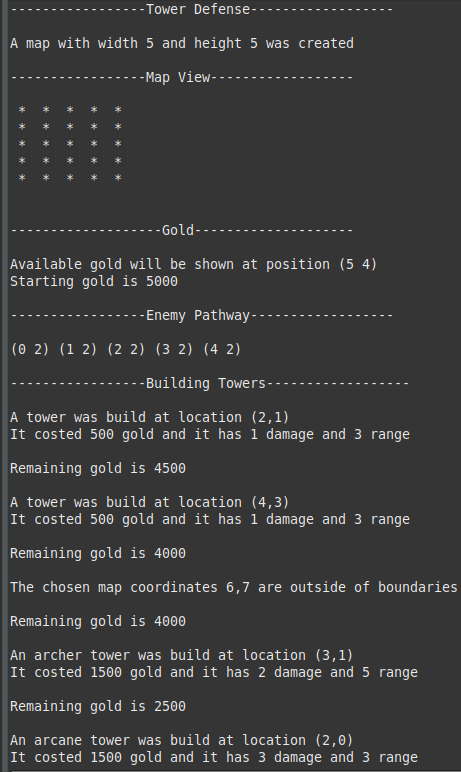 -----------------Tower Defense------------------
A map with width 5 and height 5 was created
-----------------Map View------------------
* * * * *
* * * * *
* * * * *
* * * * *
* * * * *
-------------------Gold--------------------
Available gold will be shown at position (5 4)
Starting gold is 5000
-----------------Enemy Pathway------------------
(0 2) (1 2) (2 2) (3 2) (4 2)
-----------------Building Towers------------------
A tower was build at location (2,1)
It costed 500 gold and it has 1 damage and 3 range
Remaining gold is 4500
A tower was build at location (4,3)
It costed 500 gold and it has 1 damage and 3 range
Remaining gold is 4000
The chosen map coordinates 6,7 are outside of boundaries
Remaining gold is 4000
An archer tower was build at location (3,1)
It costed 1500 gold and it has 2 damage and 5 range
Remaining gold is 2500
An arcane tower was build at location (2,0)
It costed 1500 gold and it has 3 damage and 3 range